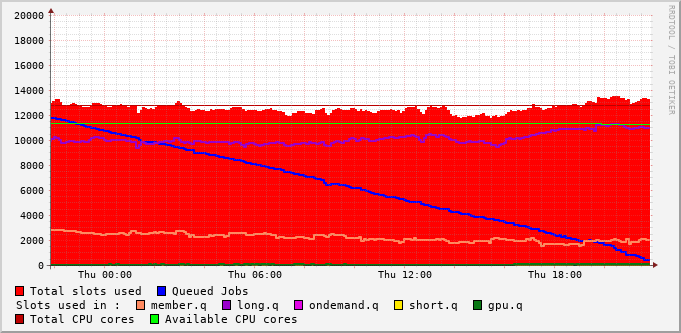 20000
18000
16000
14000
12000
10000
8000
6000
4000
2000
0
Thu 00:00 Thu 06:00 Thu 12:00 Thu 18:00
RRDTOOL / TOBI OETIKER
Total slots used Queued Jobs
Slots used in : member.q long.q ondemand.q short.q gpu.q
Total CPU cores Available CPU cores